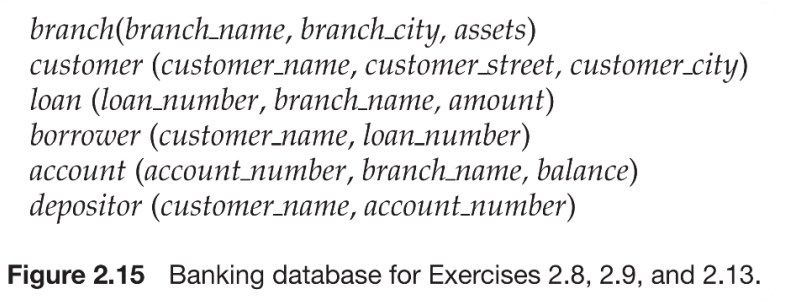 branch(branch_name, branch_city, assets)
customer (customer_name, customer_street, customer_city)
loan (loan_number, branch_name, amount)
borrower (customer_name, loan_number)
account (account_number, branch_name, balance)
depositor (customer_name, account_number)
Figure 2.15 Banking database for Exercises 2.8, 2.9, and 2.13.